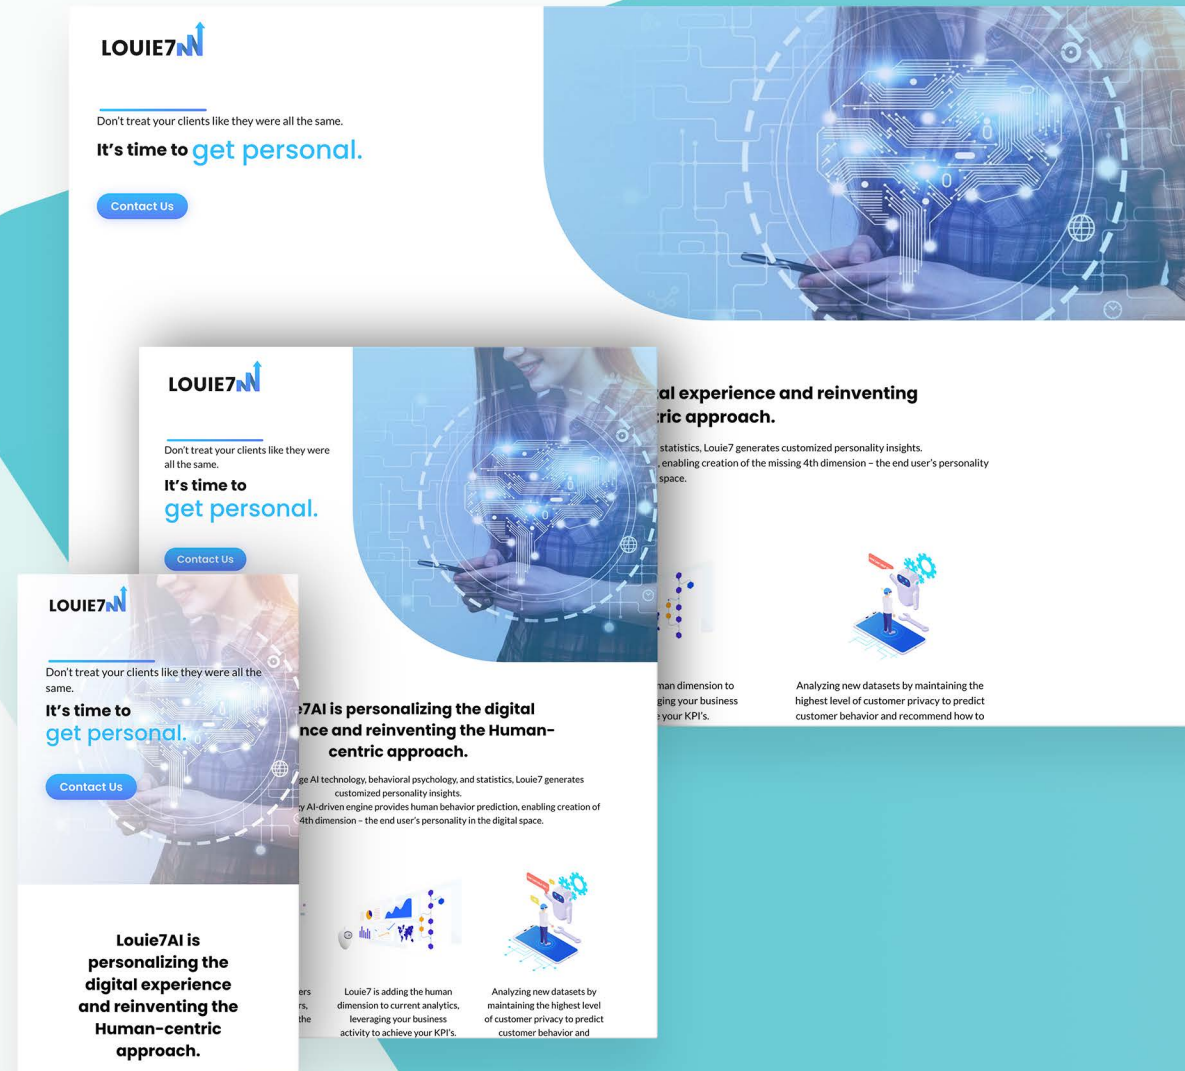 LOUIE7
Don't treat your clients like they were all the same.
It's time to get personal.
Contact Us
al experience and reinventing
ric approach.
statistics, Louie7 generates customized personality insights.
, enabling creation of the missing 4th dimension – the end user's personality
space.
man dimension to
ging your business
e your KPI's.
Analyzing new datasets by maintaining the
highest level of customer privacy to predict
customer behavior and recommend how to
LOUIE7
Don't treat your clients like they were
all the same.
It's time to
get personal.
Contact Us
e7AI is personalizing the digital
nce and reinventing the Human-
centric approach.
ge AI technology, behavioral psychology, and statistics, Louie7 generates
customized personality insights.
y AI-driven engine provides human behavior prediction, enabling creation of
4th dimension – the end user's personality in the digital space.
ers
rs,
the
Louie7 is adding the human
dimension to current analytics,
leveraging your business
activity to achieve your KPI's.
Analyzing new datasets by
maintaining the highest level
of customer privacy to predict
customer behavior and
LOUIE7
Don't treat your clients like they were all the
same.
It's time to
get personal.
Contact Us
Louie7AI is
personalizing the
digital experience
and reinventing the
Human-centric
approach.